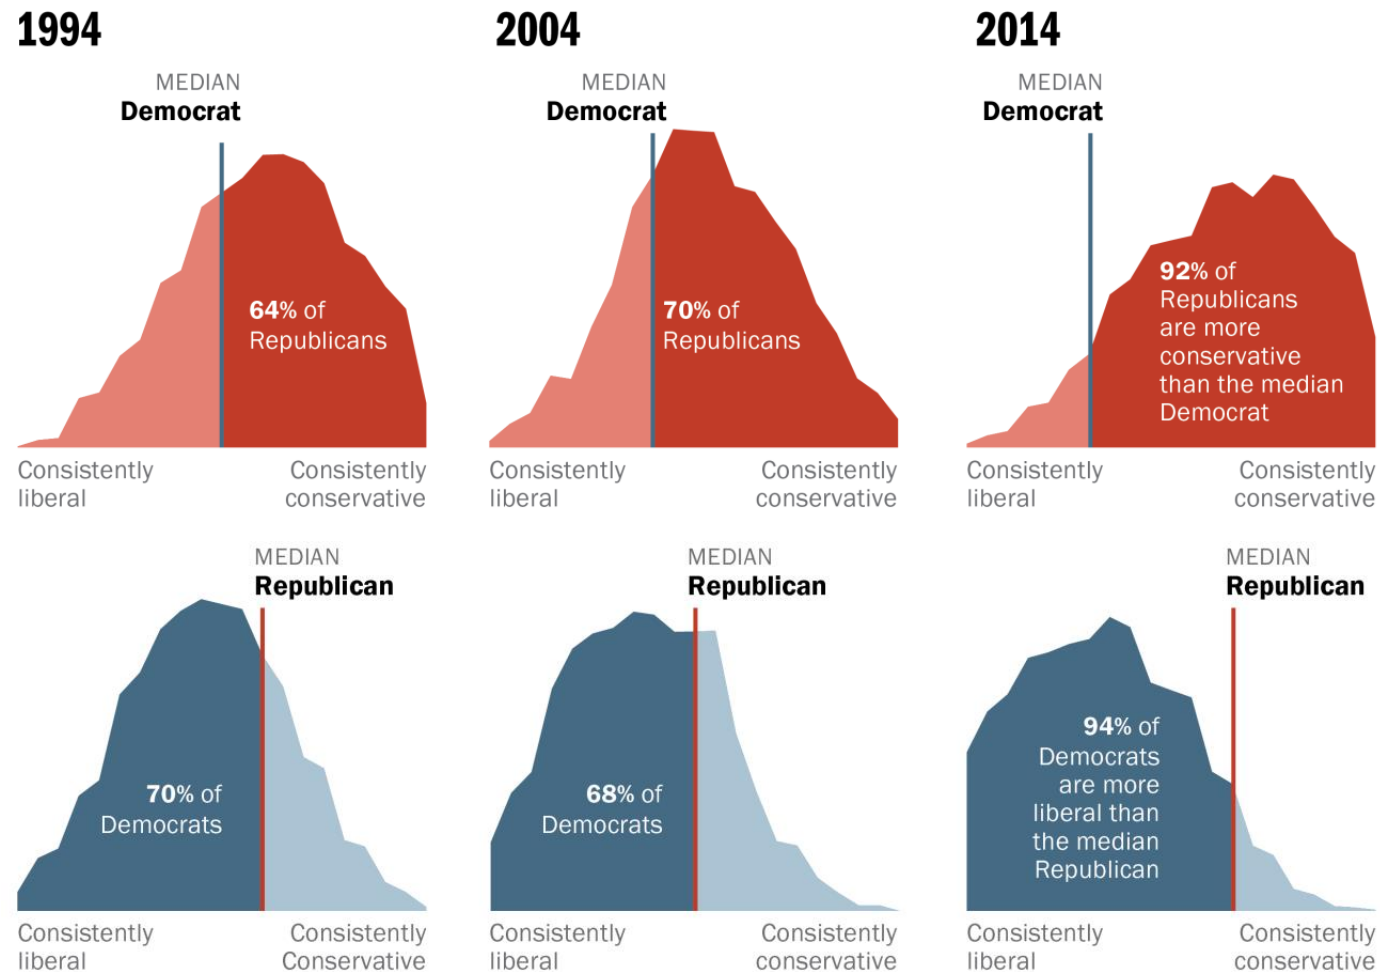 1994
MEDIAN
Democrat
64% of
Republicans
Consistently
liberal
Consistently
conservative
2004
MEDIAN
Democrat
70% of
Republicans
Consistently
liberal
Consistently
conservative
2014
MEDIAN
Democrat
92% of
Republicans
are more
conservative
than the median
Democrat
Consistently
liberal
Consistently
conservative
MEDIAN
Republican
70% of
Democrats
Consistently
liberal
Consistently
Conservative
MEDIAN
Republican
68% of
Democrats
Consistently
liberal
Consistently
conservative
MEDIAN
Republican
94% of
Democrats
are more
liberal than
the median
Republican
Consistently
liberal
Consistently
conservative